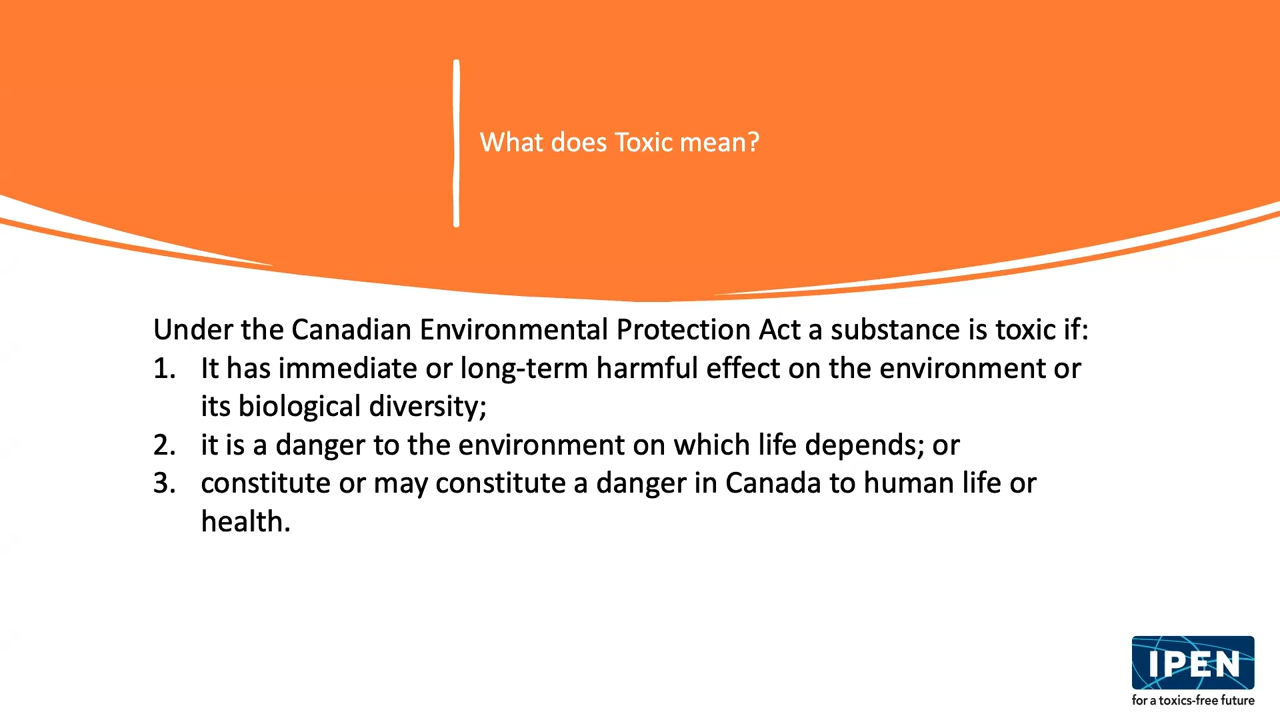 What does Toxic mean?
Under the Canadian Environmental Protection Act a substance is toxic if:
1. It has immediate or long-term harmful effect on the environment or
its biological diversity;
2. it is a danger to the environment on which life depends; or
3. constitute or may constitute a danger in Canada to human life or
health.
IPEN
for a toxics-free future